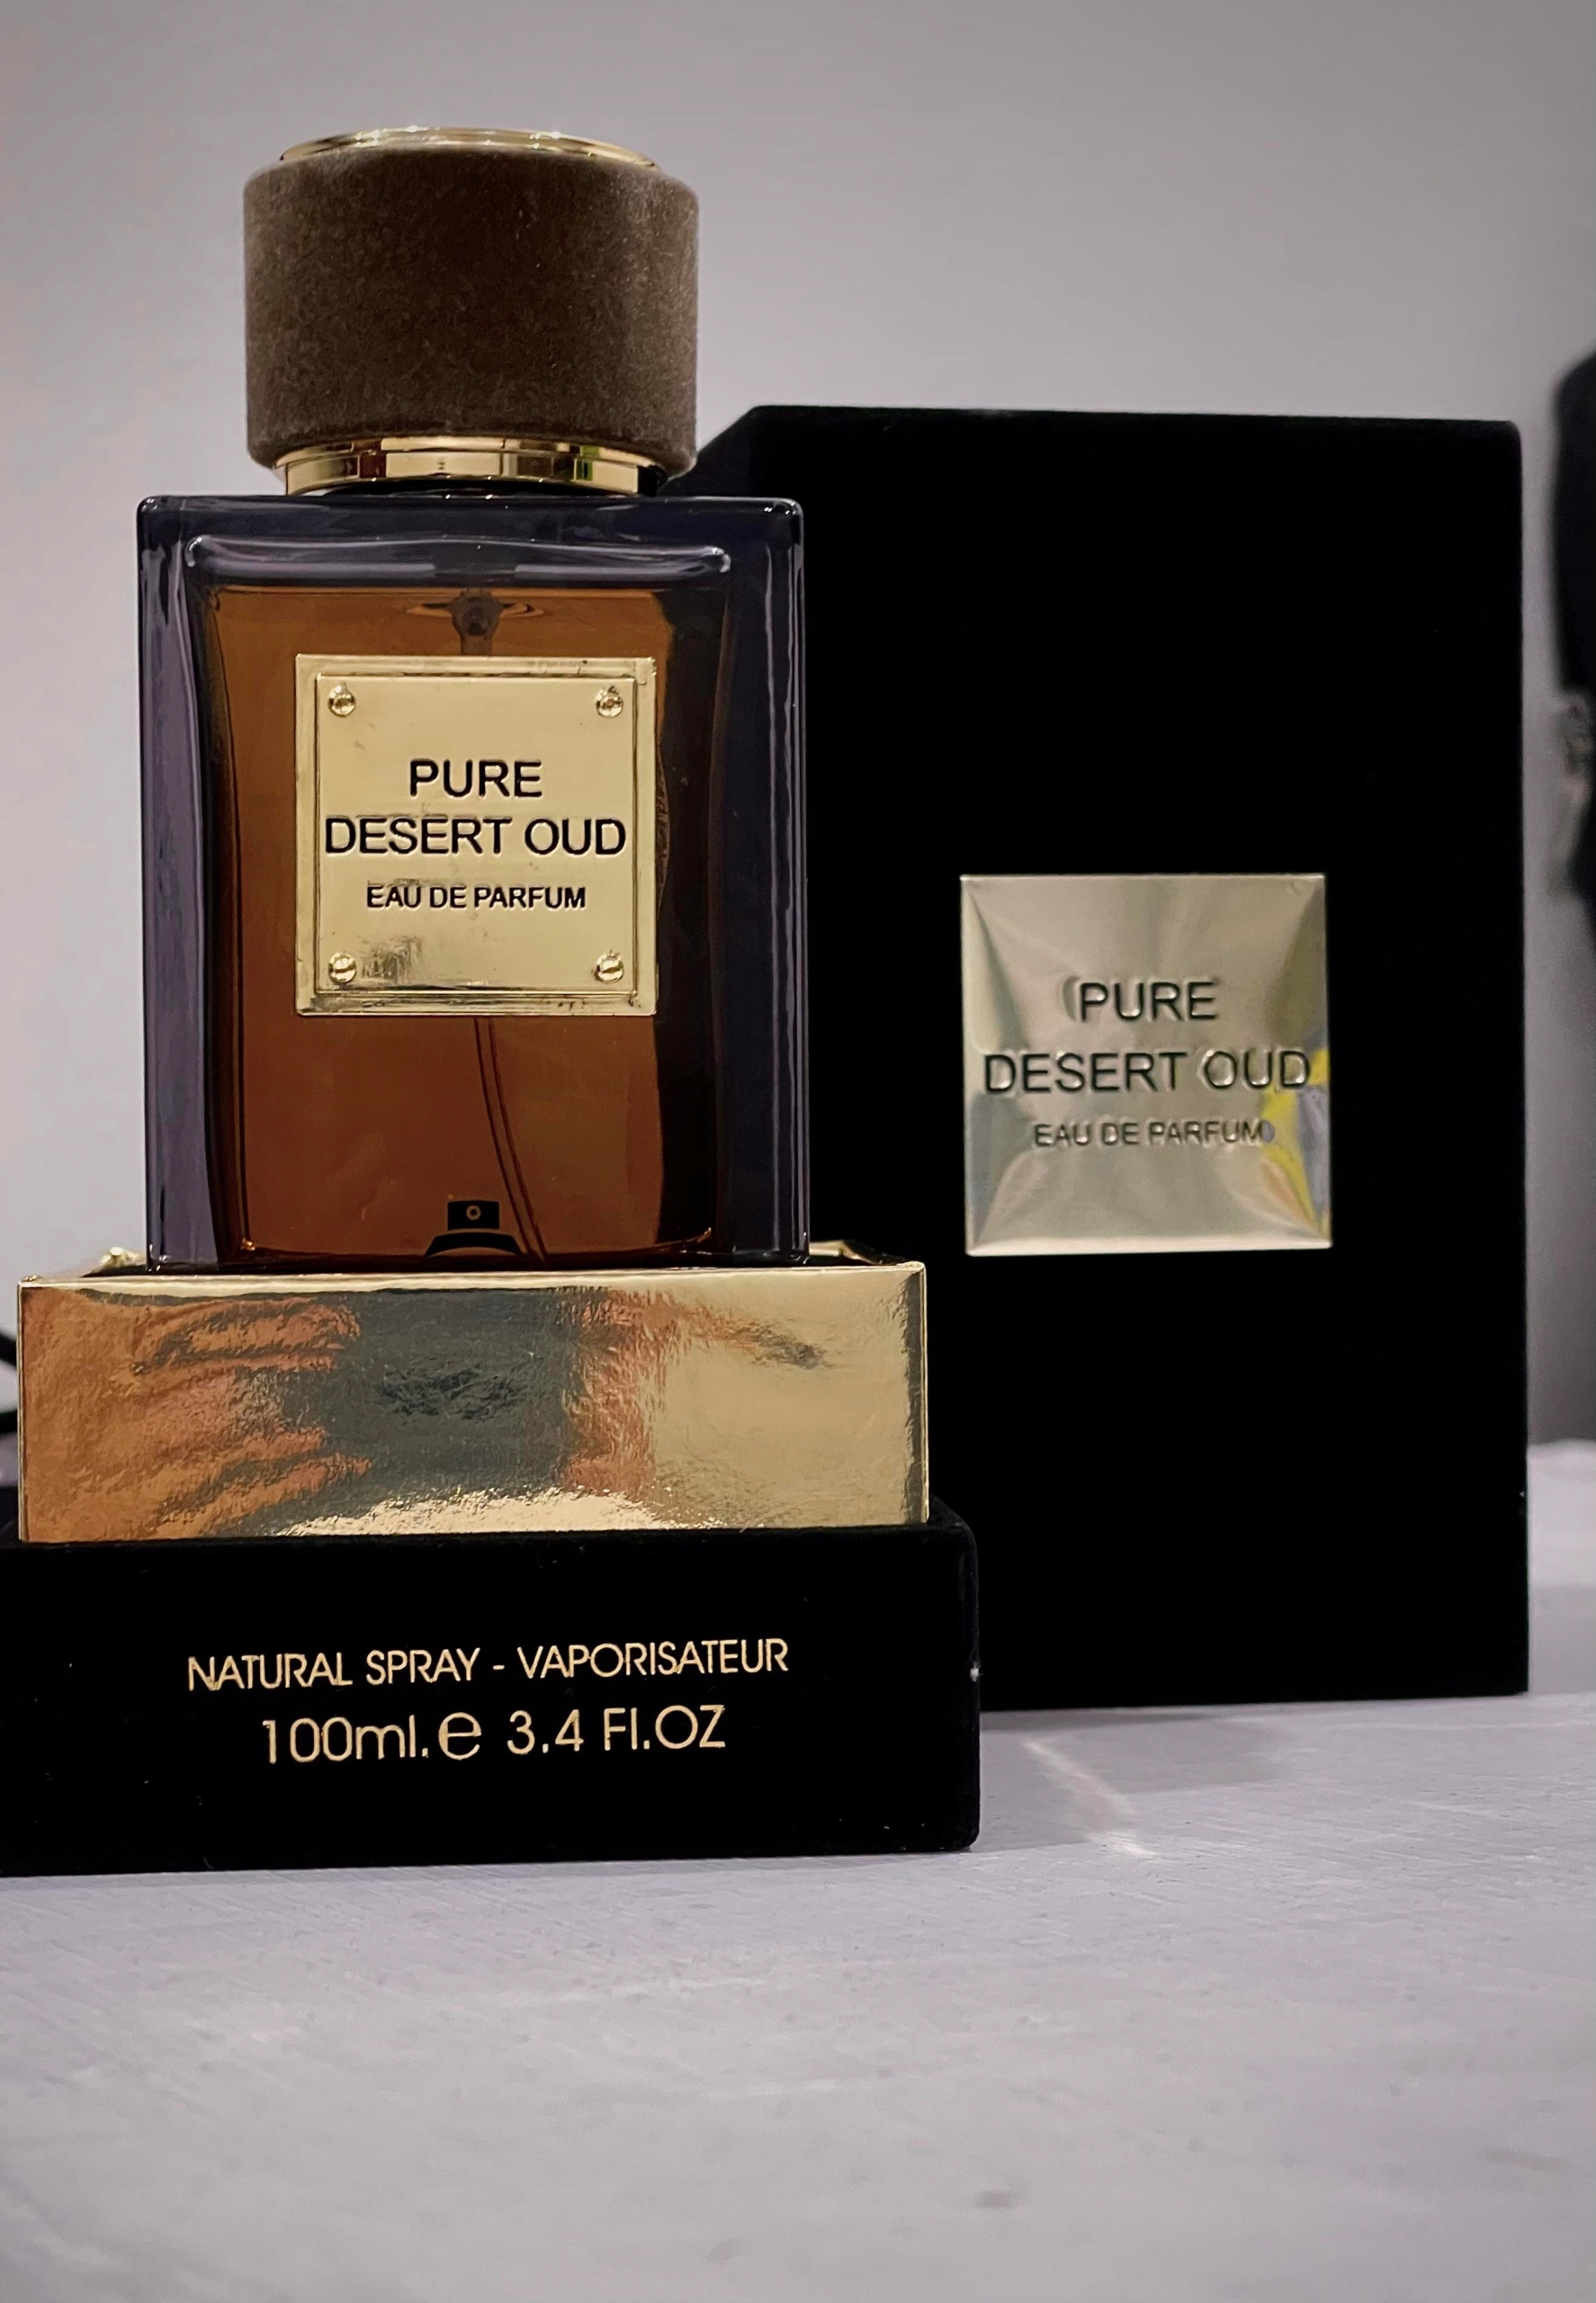 PURE
DESERT OUD
EAU DE PARFUM
PURE
DESERT OUD
EAU DE PARFUM
NATURAL SPRAY - VAPORISATEUR
100ml.e 3.4 Fl.OZ